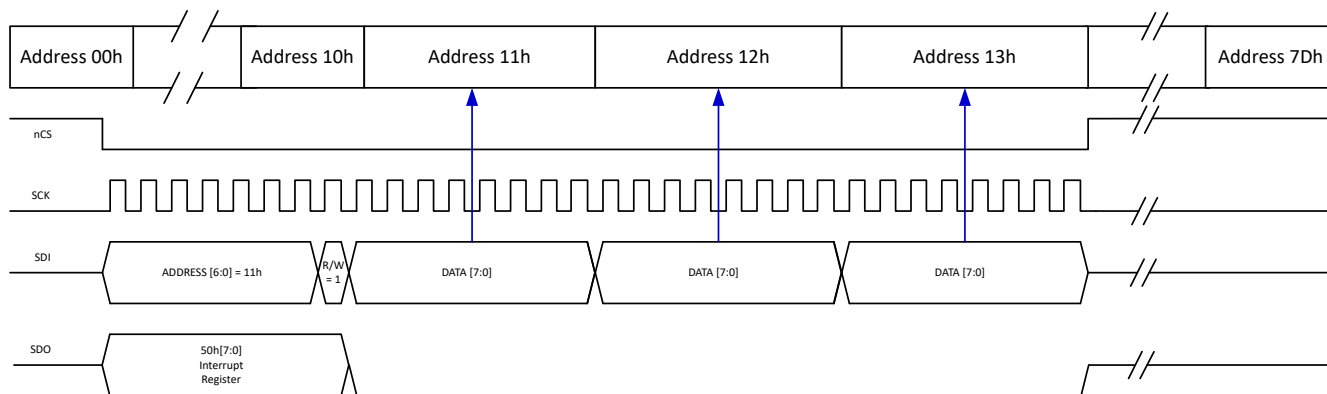 Address 00h
Address 10h
Address 11h
Address 12h
Address 13h
Address 7Dh
nCS
SCK
SDI
ADDRESS [6:0] = 11h
R/W
= 1
DATA [7:0]
DATA [7:0]
DATA [7:0]
SDO
50h[7:0]
Interrupt
Register